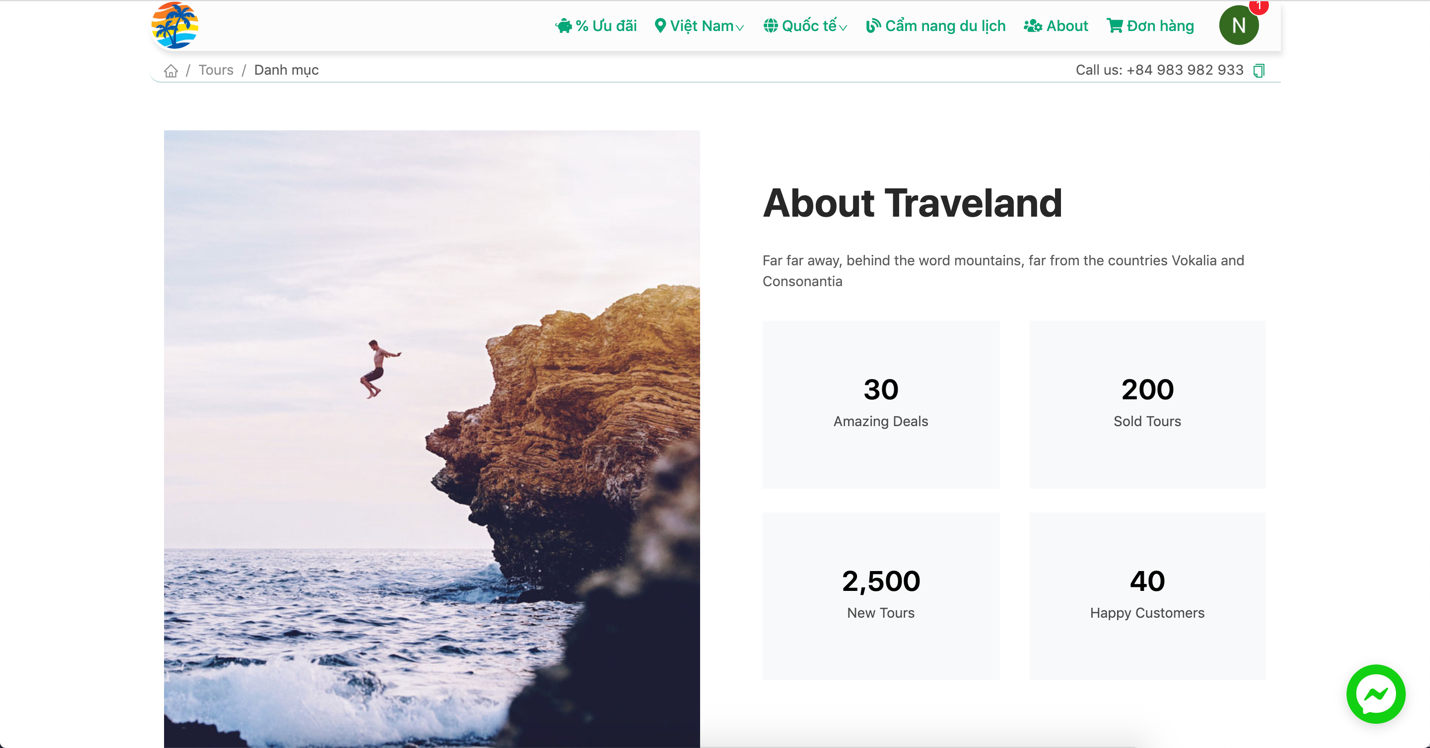 % Ưu đãi Việt Nam Quốc tế Cẩm nang du lịch About Đơn hàng N 1
/ Tours / Danh mục Call us: +84 983 982 933
About Traveland
Far far away, behind the word mountains, far from the countries Vokalia and
Consonantia
30 200
Amazing Deals Sold Tours
2,500 40
New Tours Happy Customers